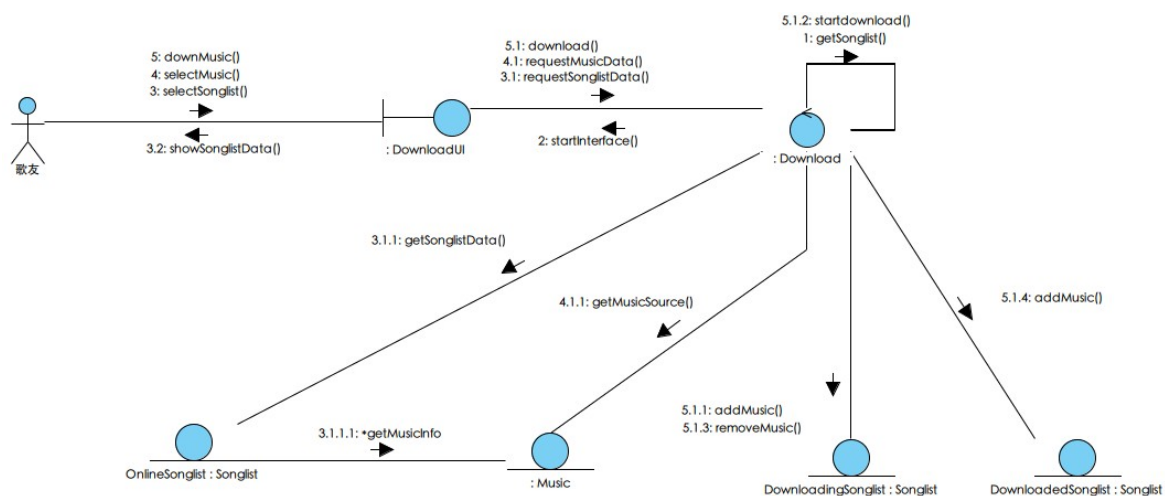 5.1.2: startdownload()
1: getSonglist()
5: downMusic()
4: selectMusic()
3: selectSonglist()
5.1: download()
4.1: requestMusicData()
3.1: requestSonglistData()
3.2: showSonglistData()
歌友
: DownloadUI
2: startInterface()
: Download
3.1.1: getSonglistData()
4.1.1: getMusicSource()
5.1.4: addMusic()
5.1.1: addMusic()
5.1.3: removeMusic()
3.1.1.1: *getMusicInfo
OnlineSonglist : Songlist
: Music
DownloadingSonglist : Songlist
DownloadedSonglist : Songlist